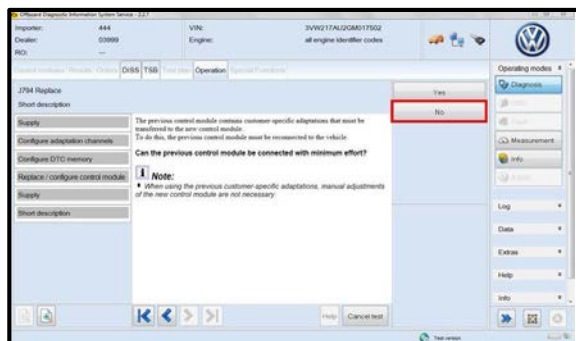 Offboard Diagnostic Information System Service - 2.2.1
Importer: 444
Dealer: 03999
RO: ---
VIN: 3VW217AU2GM017502
Engine: all engine identifier codes
DISS TSB Operation Special Functions
Operating modes
J794 Replace
Short description
Supply
Configure adaptation channels
Configure DTC memory
Replace / configure control module
Supply
Short description
The previous control module contains customer-specific adaptations that must be
transferred to the new control module.
To do this, the previous control module must be reconnected to the vehicle.
Can the previous control module be connected with minimum effort?
i Note:
When using the previous customer-specific adaptations, manual adjustments
of the new control module are not necessary.
Yes
No
Diagnosis
Measurement
Info
Log
Data
Extras
Help
Info
Help
Cancel test
Test version